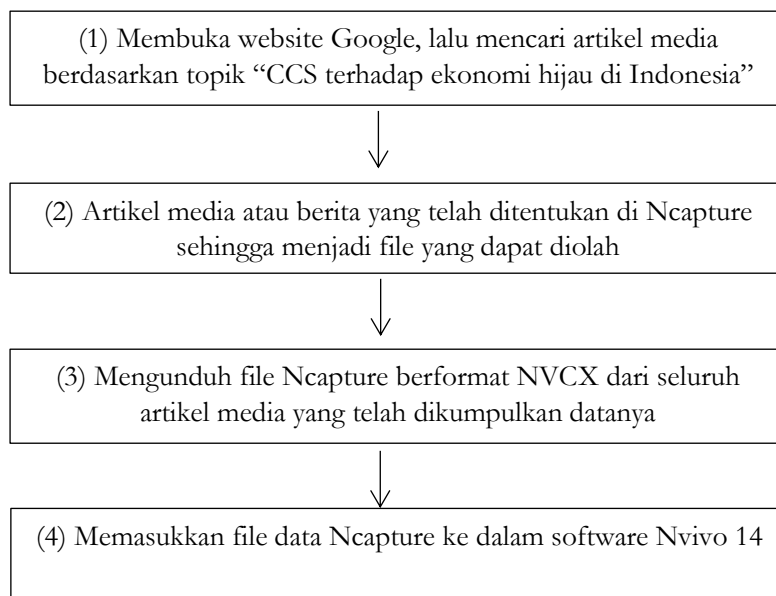 (1) Membuka website Google, lalu mencari artikel media
berdasarkan topik “CCS terhadap ekonomi hijau di Indonesia”
(2) Artikel media atau berita yang telah ditentukan di Ncapture
sehingga menjadi file yang dapat diolah
(3) Mengunduh file Ncapture berformat NVCX dari seluruh
artikel media yang telah dikumpulkan datanya
(4) Memasukkan file data Ncapture ke dalam software Nvivo 14